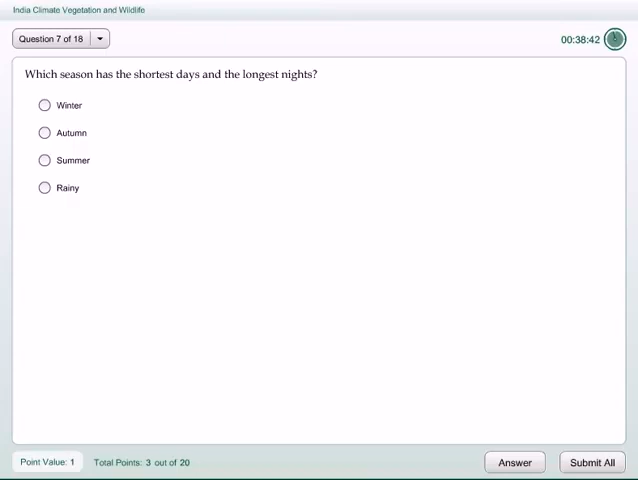 India Climate Vegetation and Wildlife
Question 7 of 18
00:38:42
Which season has the shortest days and the longest nights?
Winter
Autumn
Summer
Rainy
Point Value: 1
Total Points: 3 out of 20
Answer
Submit All